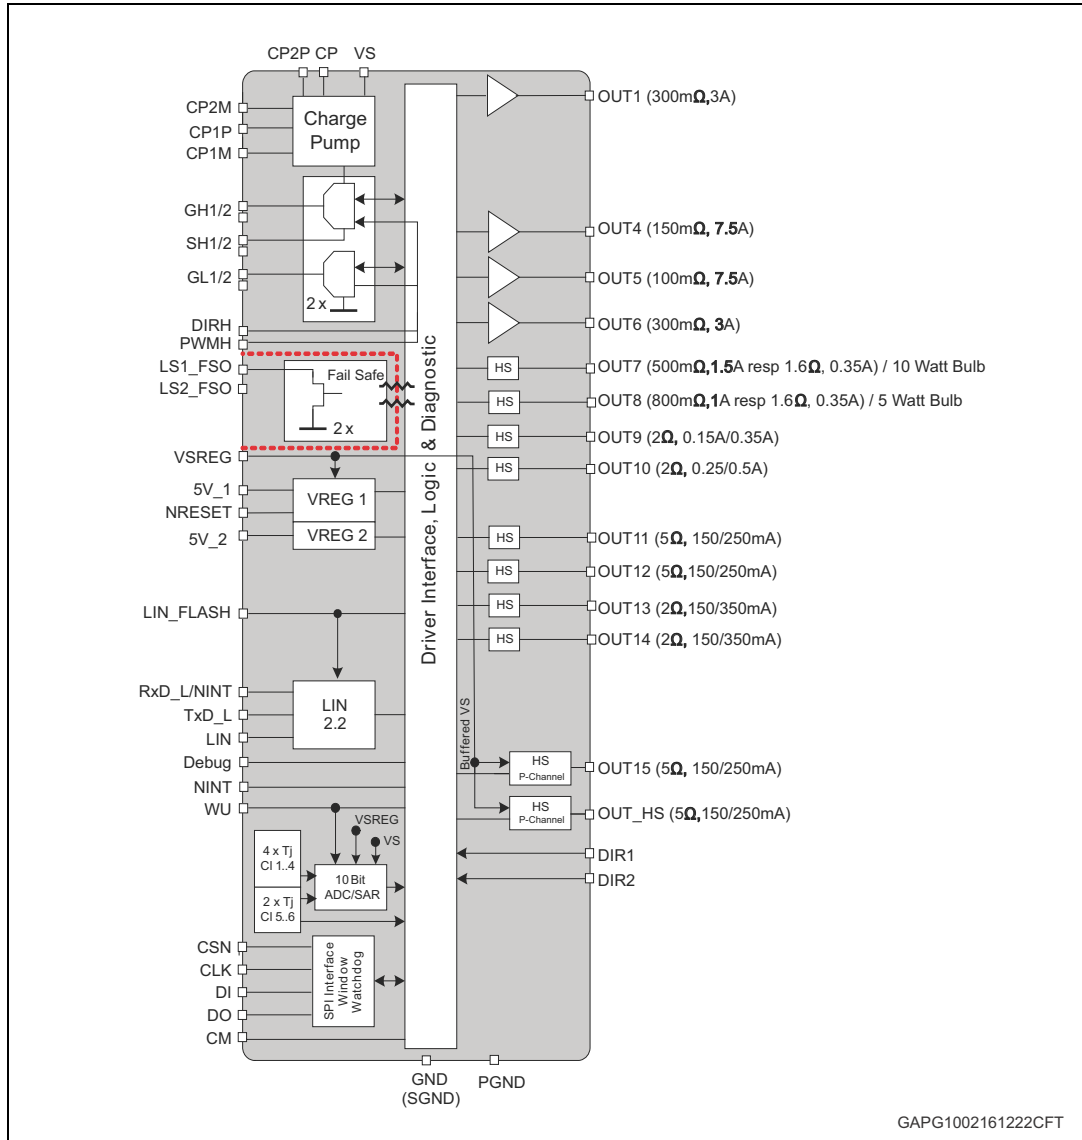 CP2P CP VS
CP2M
CP1P
CP1M
Charge
Pump
GH1/2
SH1/2
GL1/2
2 x
DIRH
PWMH
LS1_FSO
LS2_FSO
Fail Safe
2 x
VSREG
5V_1
NRESET
5V_2
VREG 1
VREG 2
LIN_FLASH
RxD_L/NINT
TxD_L
LIN
LIN
2.2
Debug
NINT
WU
VSREG
VS
4 x Tj
Cl 1..4
2 x Tj
Cl 5..6
10 Bit
ADC/SAR
CSN
CLK
DI
DO
CM
SPI Interface
Window
Watchdog
Driver Interface, Logic & Diagnostic
Buffered VS
OUT1 (300mΩ,3A)
OUT4 (150mΩ, 7.5A)
OUT5 (100mΩ, 7.5A)
OUT6 (300mΩ, 3A)
HS
OUT7 (500mΩ,1.5A resp 1.6Ω, 0.35A) / 10 Watt Bulb
HS
OUT8 (800mΩ,1A resp 1.6Ω, 0.35A) / 5 Watt Bulb
HS
OUT9 (2Ω, 0.15A/0.35A)
HS
OUT10 (2Ω, 0.25/0.5A)
HS
OUT11 (5Ω, 150/250mA)
HS
OUT12 (5Ω,150/250mA)
HS
OUT13 (2Ω,150/350mA)
HS
OUT14 (2Ω, 150/350mA)
HS
P-Channel
OUT15 (5Ω, 150/250mA)
HS
P-Channel
OUT_HS (5Ω,150/250mA)
DIR1
DIR2
GND
(SGND)
PGND
GAPG1002161222CFT